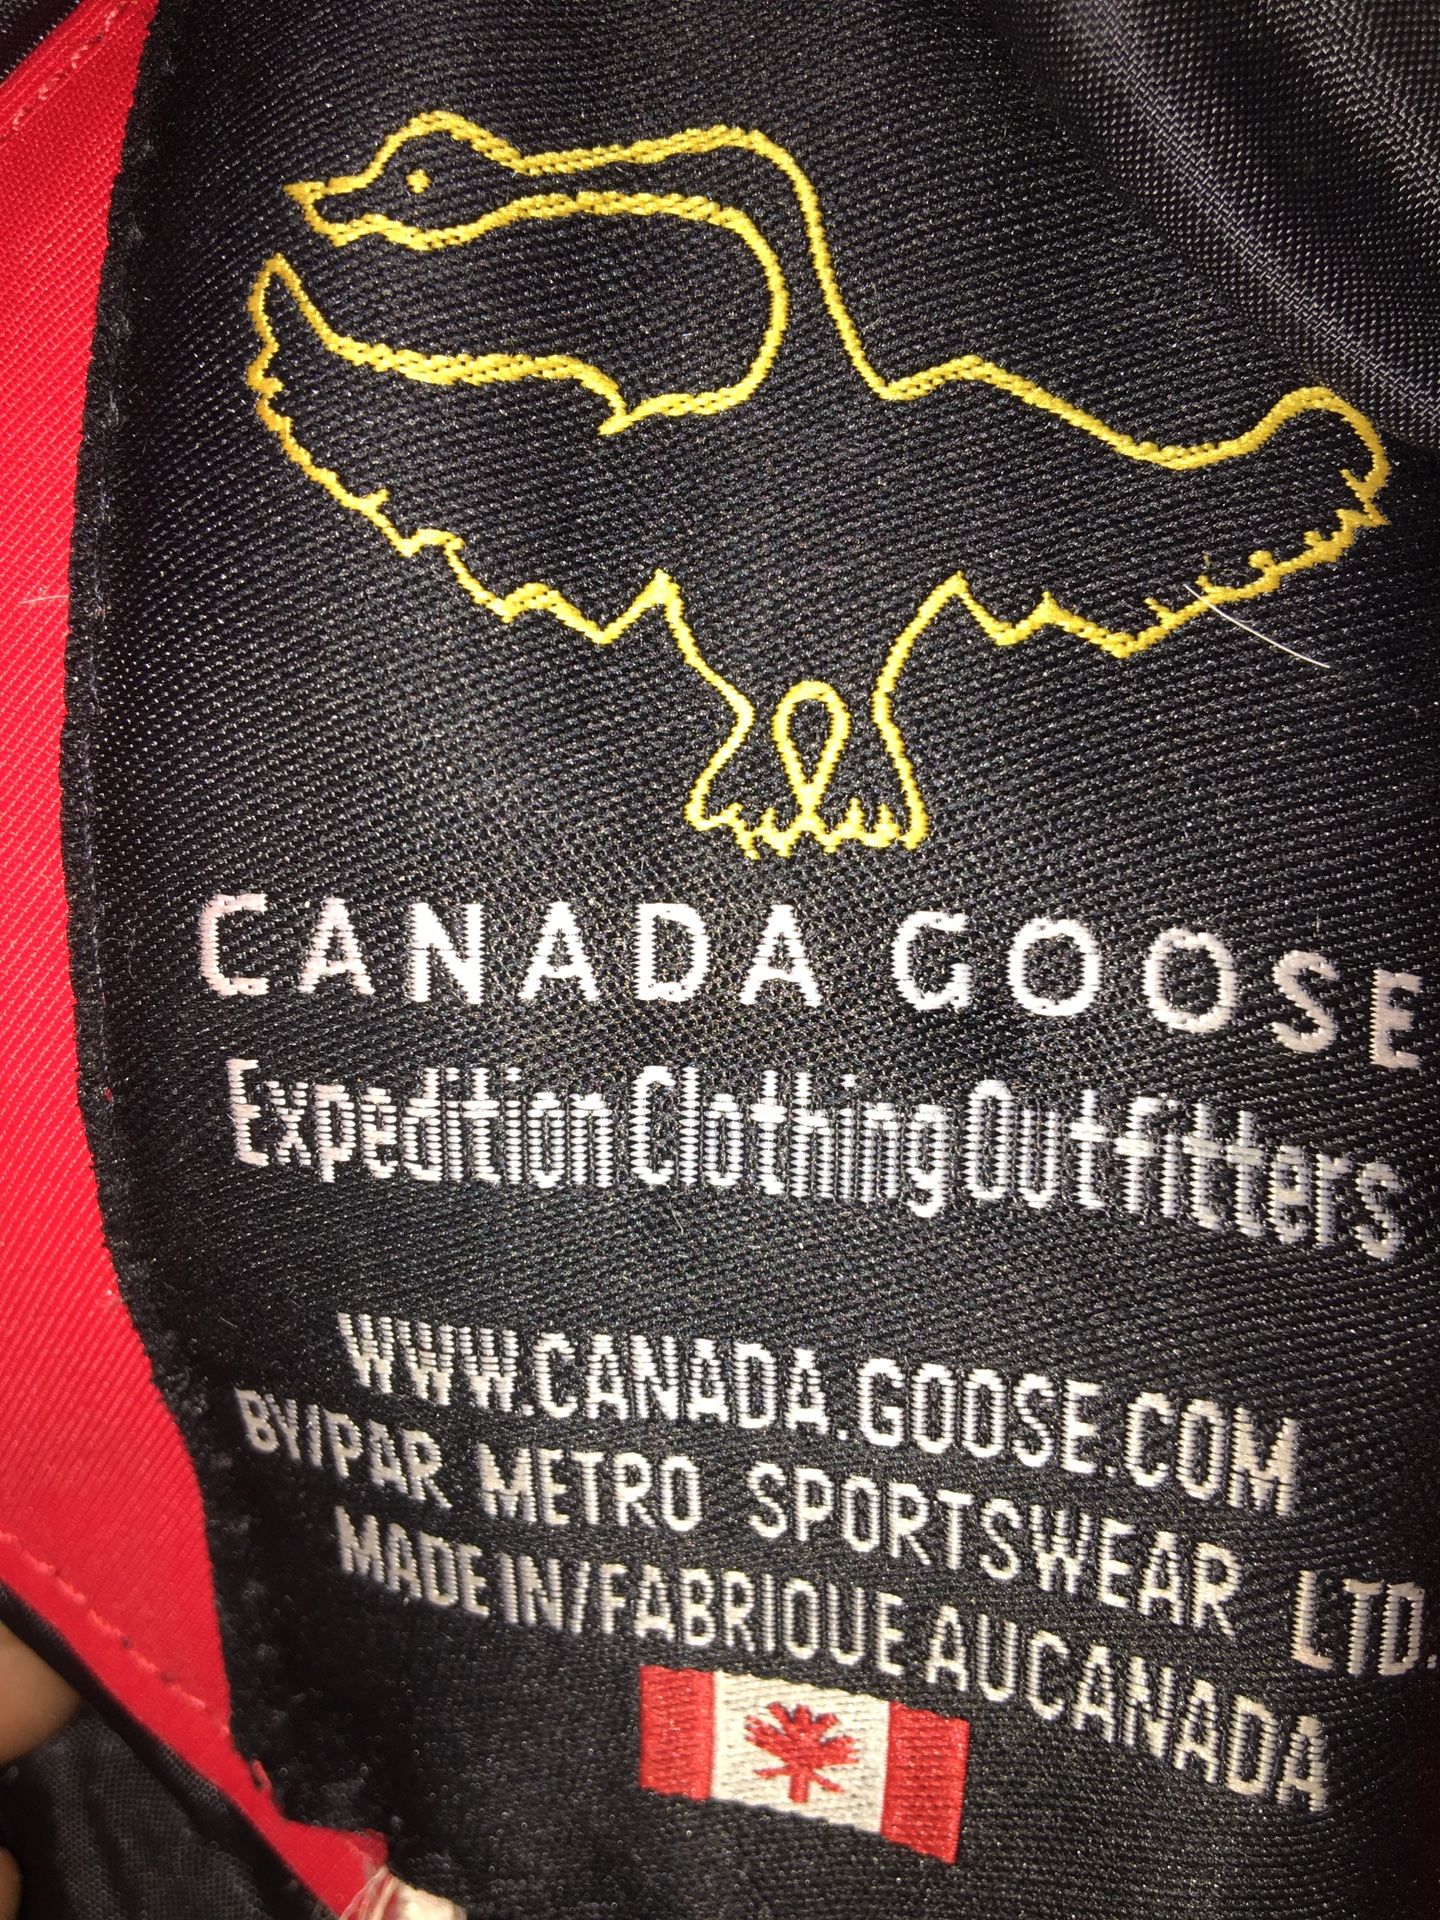 CANADA GOOSE
Expedition Clothing Outfitters
WWW.CANADA.GOOSE.COM
BY/PAR METRO SPORTSWEAR LTD.
MADE IN/FABRIQUE AU CANADA